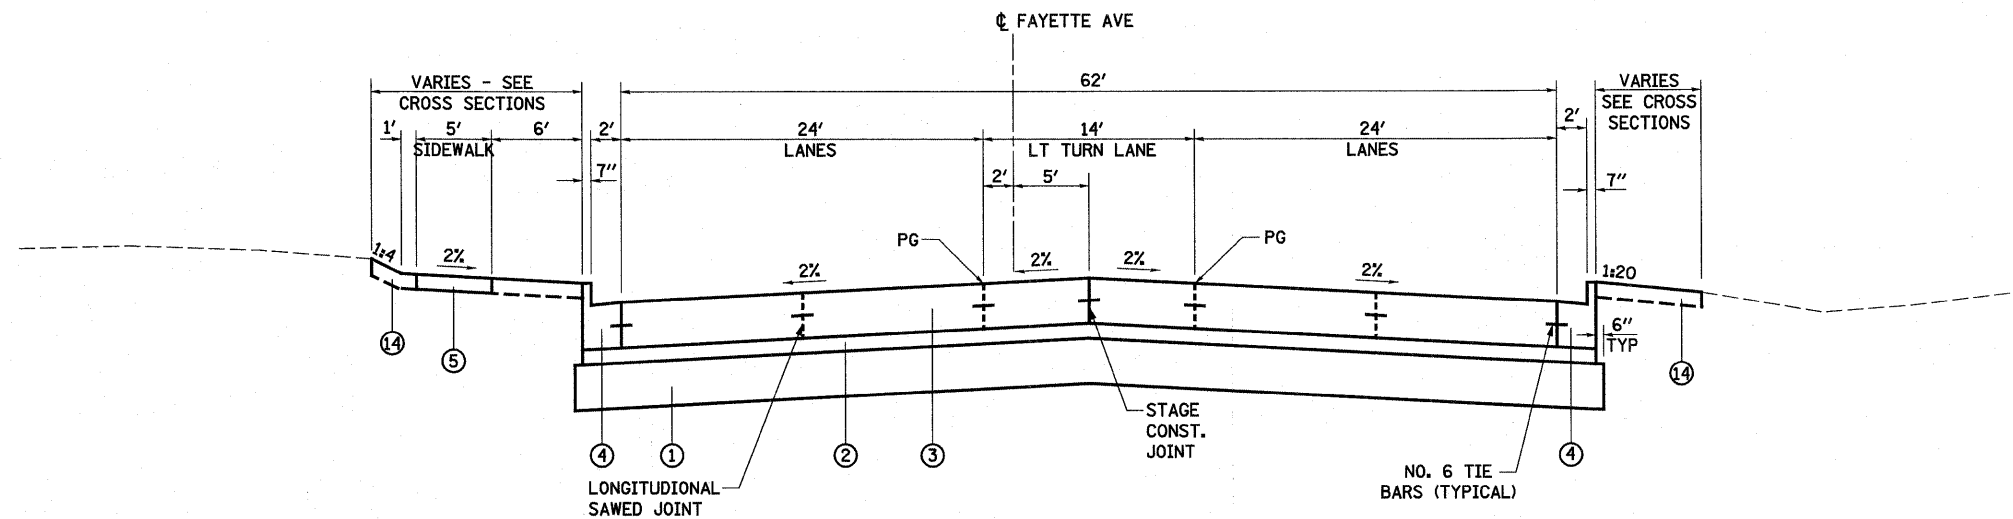 ℄ FAYETTE AVE
VARIES - SEE
CROSS SECTIONS
62'
VARIES
SEE CROSS
SECTIONS
1'
5'
SIDEWALK
6'
2'
24'
LANES
14'
LT TURN LANE
24'
LANES
2'
7"
2'
5'
7"
PG
PG
1:4
2%
2%
2%
2%
2%
1:20
6"
TYP
14
5
14
4
1
2
3
4
STAGE
CONST.
JOINT
LONGITUDIONAL
SAWED JOINT
NO. 6 TIE
BARS (TYPICAL)